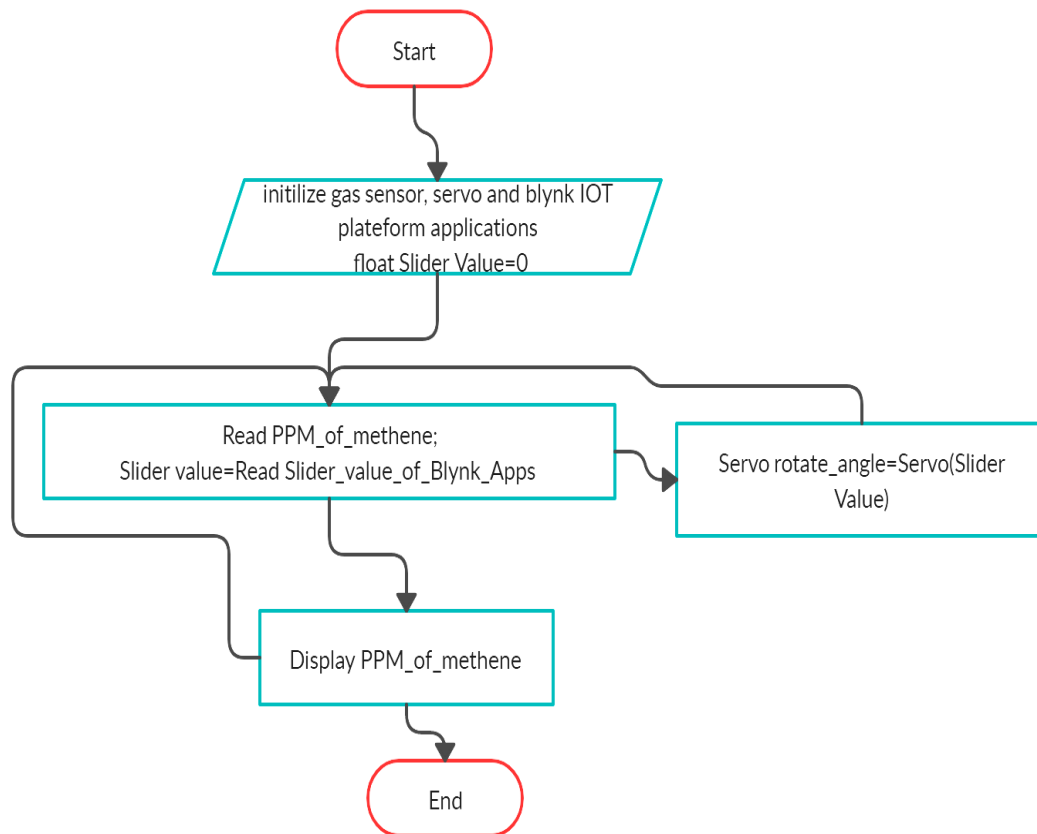 Start
initilize gas sensor, servo and blynk IOT
plateform applications
float Slider Value=0
Read PPM_of_methene;
Slider value=Read Slider_value_of_Blynk_Apps
Servo rotate_angle=Servo(Slider
Value)
Display PPM_of_methene
End